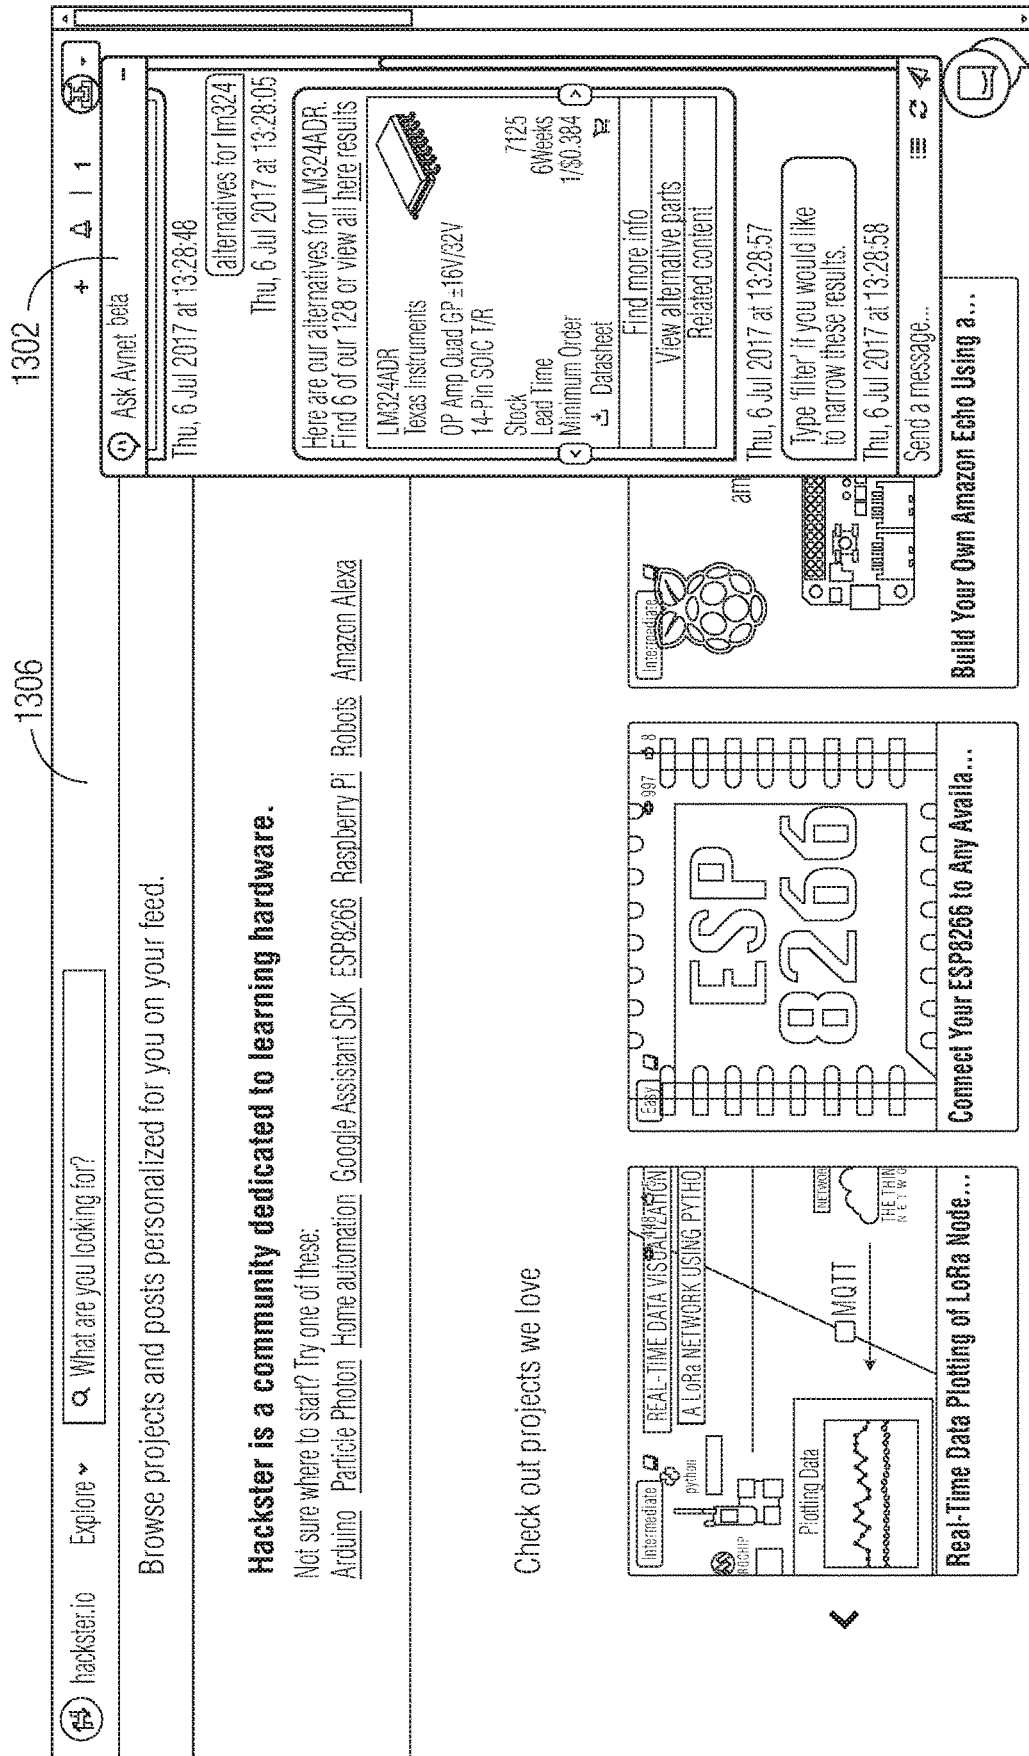 1306
1302
hackster.io Explore What are you looking for? + | 1
Browse projects and posts personalized for you on your feed.
Hackster is a community dedicated to learning hardware.
Not sure where to start? Try one of these:
Arduino Particle Photon Home automation Google Assistant SDK ESP8266 Raspberry Pi Robots Amazon Alexa
Check out projects we love
Intermediate
python
ROCHIP
REAL-TIME DATA VISUALIZATION
A LoRa NETWORK USING PYTHO
Plotting Data
MQTT
NETWOR
THE THIN
NETWO
Real-Time Data Plotting of LoRa Node...
Easy
997 8
ESP
8266
Connect Your ESP8266 to Any Availa...
Intermediate
am
Build Your Own Amazon Echo Using a...
Ask Avnet beta
Thu, 6 Jul 2017 at 13:28:48
alternatives for lm324
Thu, 6 Jul 2017 at 13:28:05
Here are our alternatives for LM324ADR.
Find 6 of our 128 or view all here results
LM324ADR
Texas Instruments
OP Amp Quad GP ±16V/32V
14-Pin SOIC T/R
Stock 7125
Lead Time 6Weeks
Minimum Order 1/$0.384
Datasheet
Find more info
View alternative parts
Related content
Thu, 6 Jul 2017 at 13:28:57
Type 'filter' if you would like
to narrow these results.
Thu, 6 Jul 2017 at 13:28:58
Send a message...